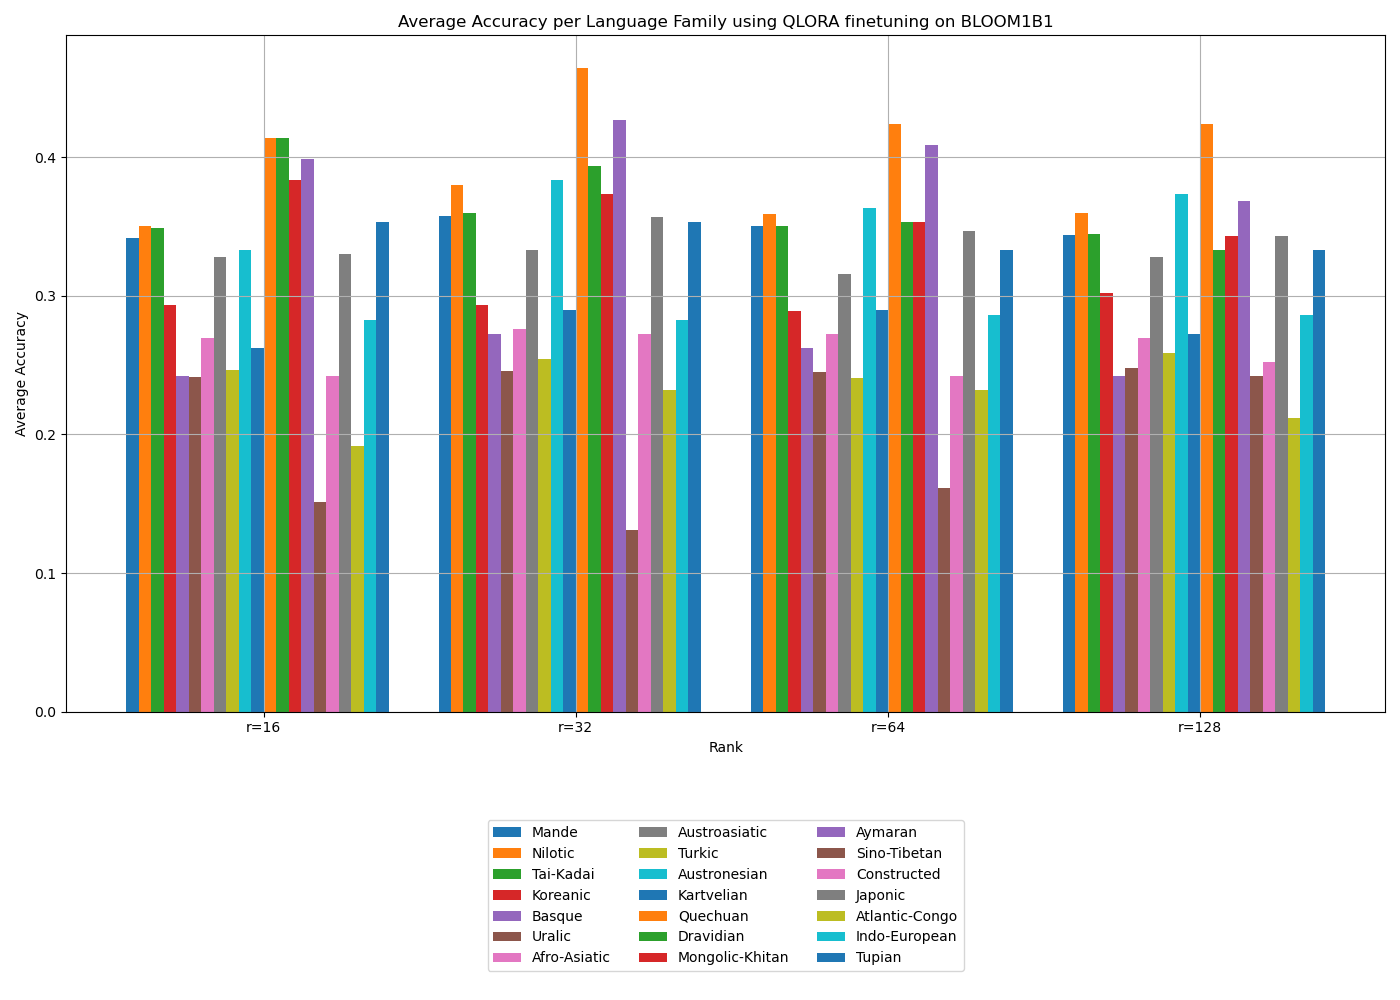 Average Accuracy per Language Family using QLORA finetuning on BLOOM1B1
Average Accuracy
0.4
0.3
0.2
0.1
0.0
r=16 r=32 r=64 r=128
Rank
Mande Austroasiatic Aymaran
Nilotic Turkic Sino-Tibetan
Tai-Kadai Austronesian Constructed
Koreanic Kartvelian Japonic
Basque Quechuan Atlantic-Congo
Uralic Dravidian Indo-European
Afro-Asiatic Mongolic-Khitan Tupian